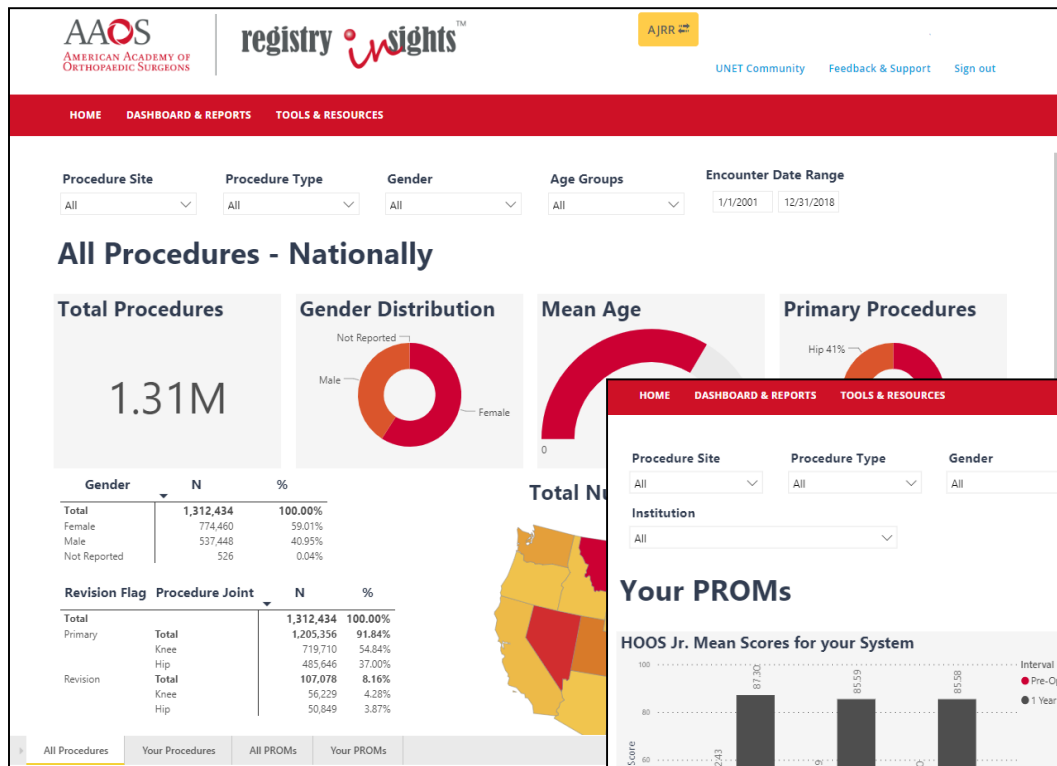 AAOS
AMERICAN ACADEMY OF
ORTHOPAEDIC SURGEONS
registry insights™
AJRR
UNET Community Feedback & Support Sign out
HOME DASHBOARD & REPORTS TOOLS & RESOURCES
Procedure Site Procedure Type Gender Age Groups Encounter Date Range
All All All All 1/1/2001 12/31/2018
All Procedures - Nationally
Total Procedures
1.31M
Gender Distribution
Not Reported
Male
Female
Mean Age
0
Primary Procedures
Hip 41%
Gender N %
Total 1,312,434 100.00%
Female 774,460 59.01%
Male 537,448 40.95%
Not Reported 526 0.04%
Revision Flag Procedure Joint N %
Total 1,312,434 100.00%
Primary Total 1,205,356 91.84%
Knee 719,710 54.84%
Hip 485,646 37.00%
Revision Total 107,078 8.16%
Knee 56,229 4.28%
Hip 50,849 3.87%
Total
All Procedures Your Procedures All PROMs Your PROMs
HOME DASHBOARD & REPORTS TOOLS & RESOURCES
Procedure Site Procedure Type Gender
All All All
Institution
All
Your PROMs
HOOS Jr. Mean Scores for your System
100
80
60
Score
87.30
85.59
85.58
2.43
Interval
Pre-Op
1 Year